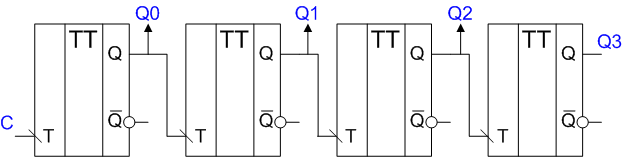 Q0 Q1 Q2
TT Q TT Q TT Q TT Q Q3
C T Q̅ T Q̅ T Q̅ T Q̅